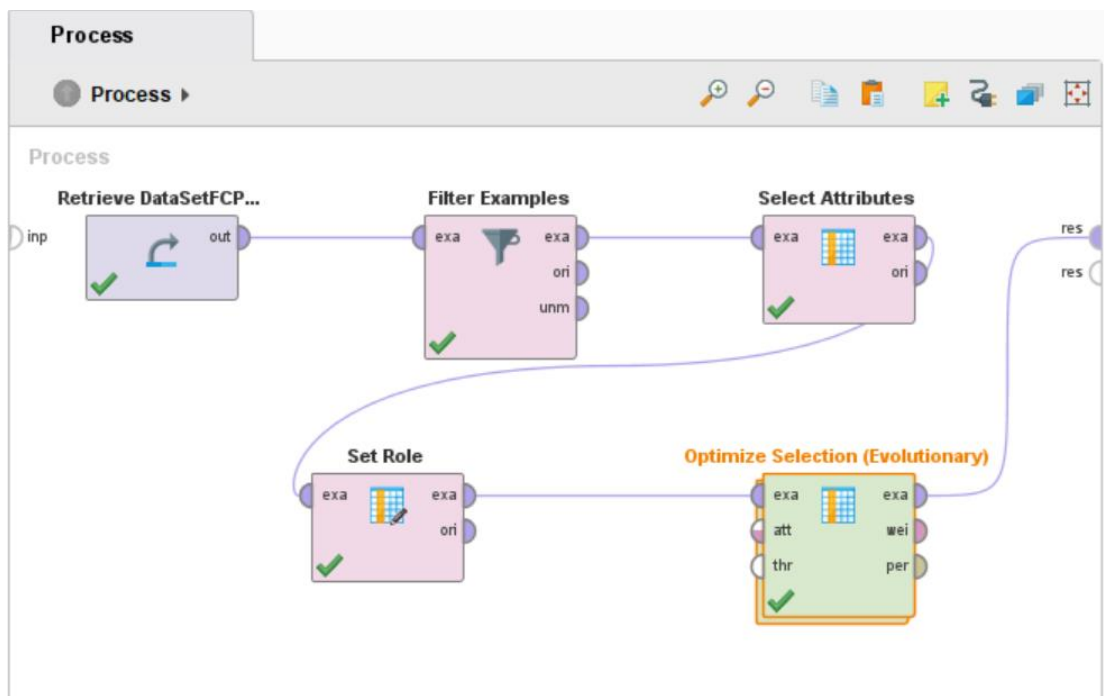 Process
Process
Process
Retrieve DataSetFCP... Filter Examples Select Attributes
inp out exa exa exa exa res
ori ori res
unm
Set Role Optimize Selection (Evolutionary)
exa exa exa exa
ori att wei
thr per